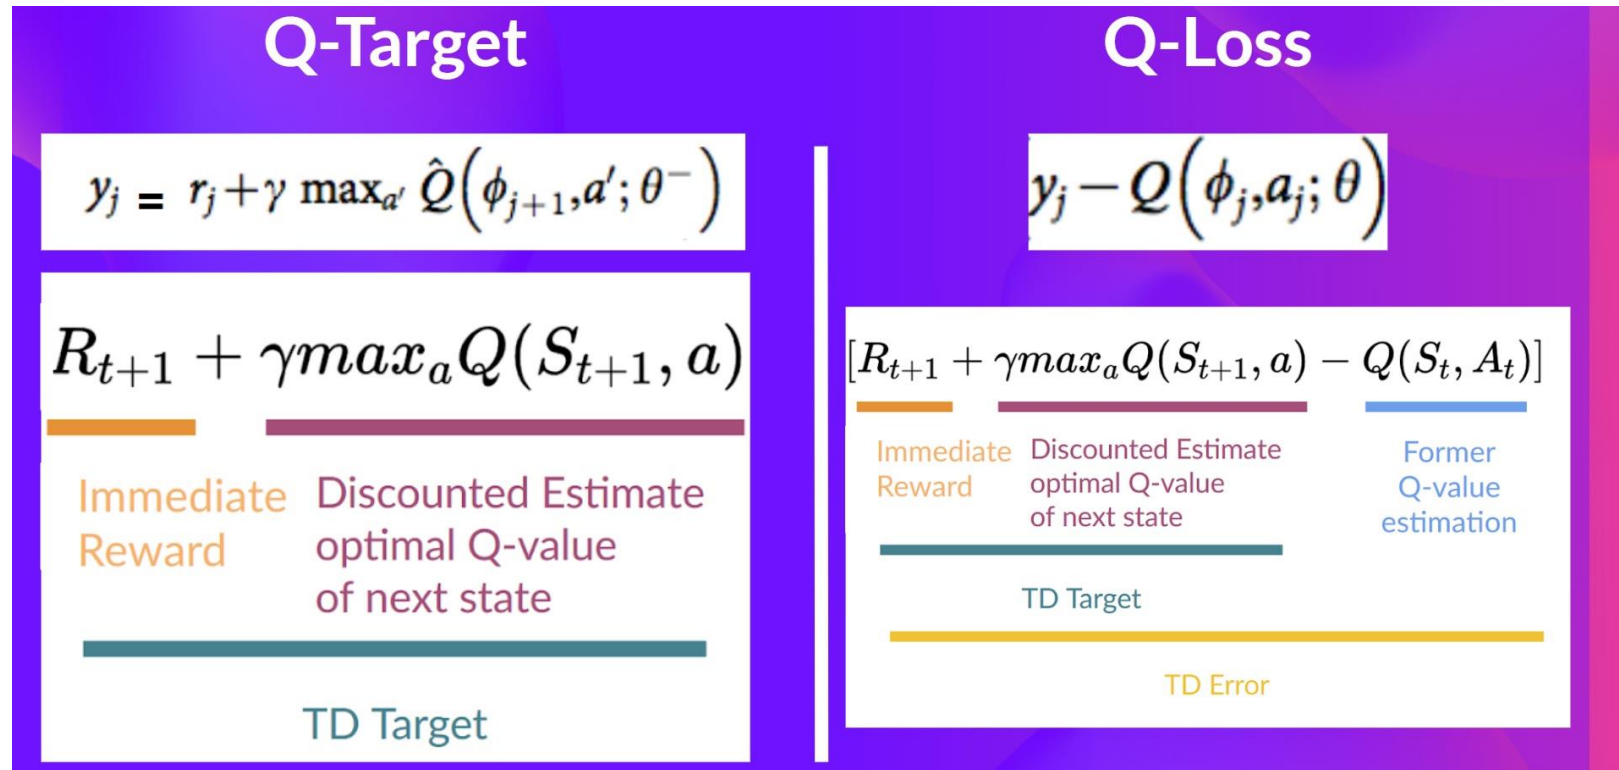 Q-Target
y_j = r_j + γ max_{a'} Q̂(φ_{j+1}, a'; θ⁻)
R_{t+1} + γmax_a Q(S_{t+1}, a)
Immediate
Reward
Discounted Estimate
optimal Q-value
of next state
TD Target
Q-Loss
y_j − Q(φ_j, a_j; θ)
[R_{t+1} + γmax_a Q(S_{t+1}, a) − Q(S_t, A_t)]
Immediate
Reward
Discounted Estimate
optimal Q-value
of next state
Former
Q-value
estimation
TD Target
TD Error